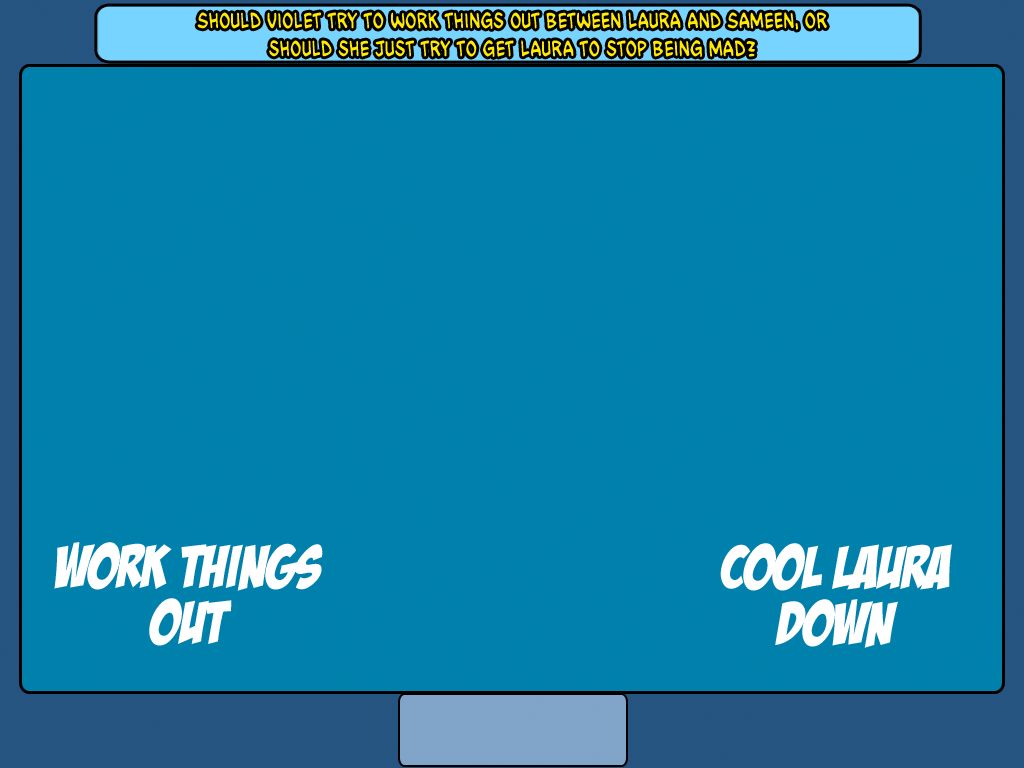 SHOULD VIOLET TRY TO WORK THINGS OUT BETWEEN LAURA AND SAMEEN, OR
SHOULD SHE JUST TRY TO GET LAURA TO STOP BEING MAD?
WORK THINGS
OUT
COOL LAURA
DOWN